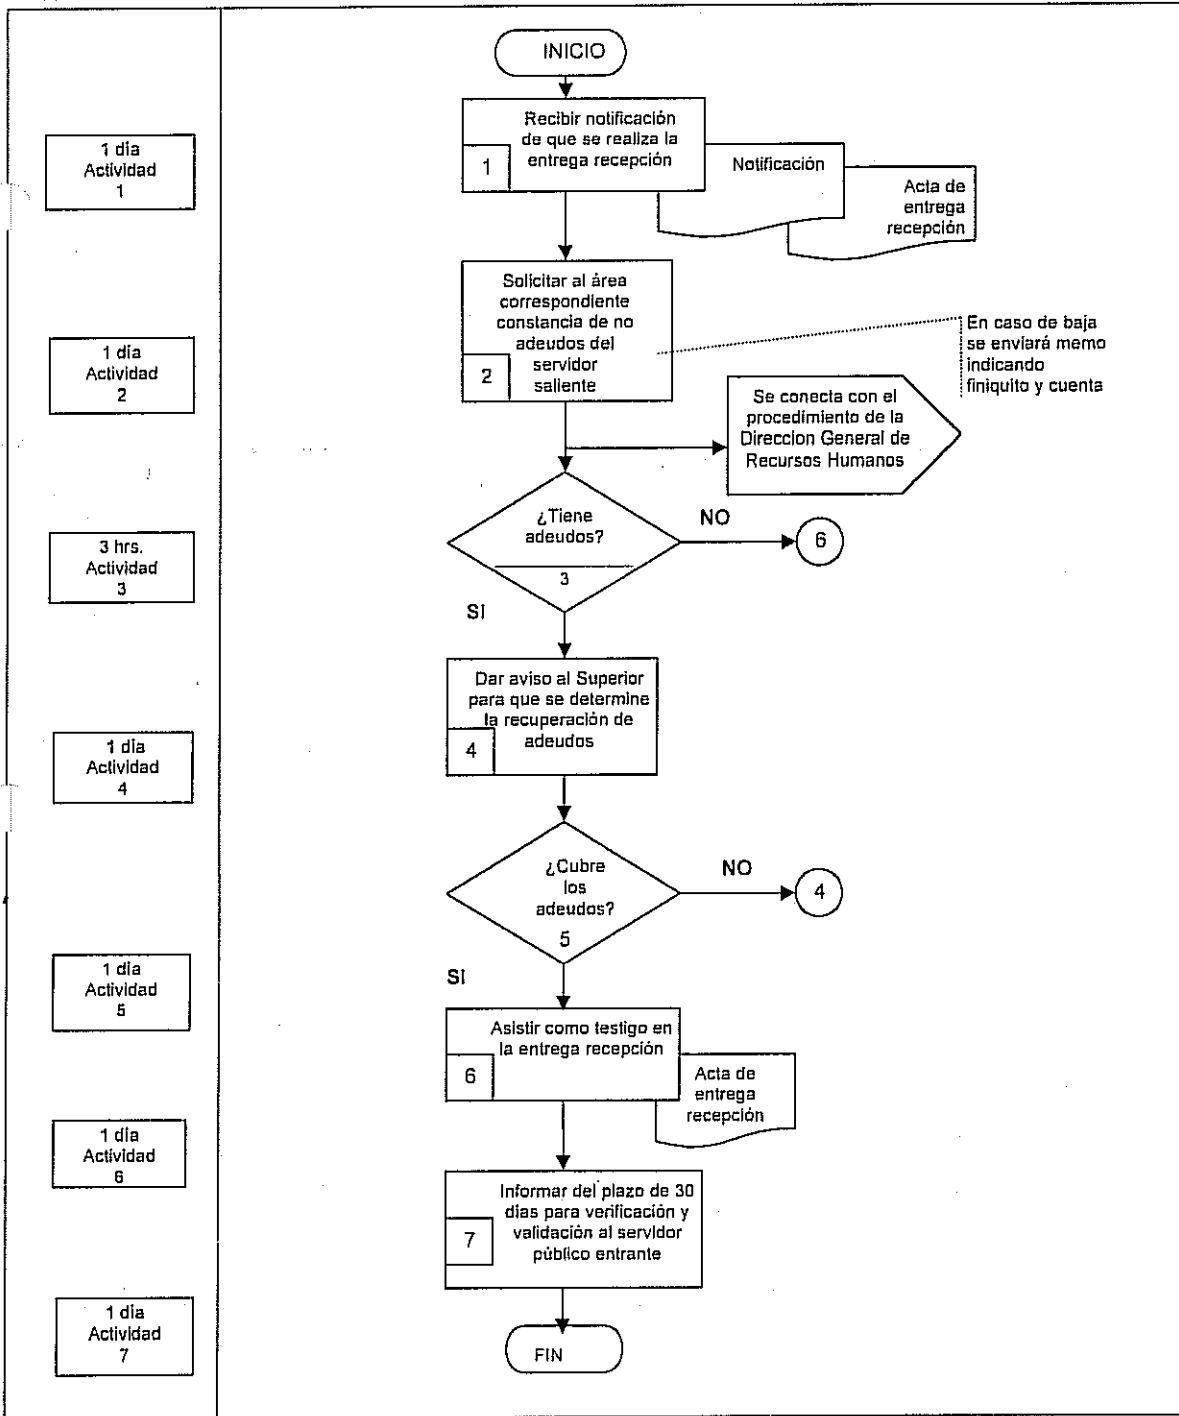 INICIO
1 día
Actividad
1
Recibir notificación
de que se realiza la
entrega recepción
1
Notificación
Acta de
entrega
recepción
1 día
Actividad
2
Solicitar al área
correspondiente
constancia de no
adeudos del
servidor
saliente
2
En caso de baja
se enviará memo
indicando
finiquito y cuenta
Se conecta con el
procedimiento de la
Direccion General de
Recursos Humanos
3 hrs.
Actividad
3
¿Tiene
adeudos?
3
NO
6
SI
1 día
Actividad
4
Dar aviso al Superior
para que se determine
la recuperación de
adeudos
4
¿Cubre
los
adeudos?
5
NO
4
SI
1 día
Actividad
5
Asistir como testigo en
la entrega recepción
6
Acta de
entrega
recepción
1 día
Actividad
6
Informar del plazo de 30
días para verificación y
validación al servidor
público entrante
7
1 día
Actividad
7
FIN